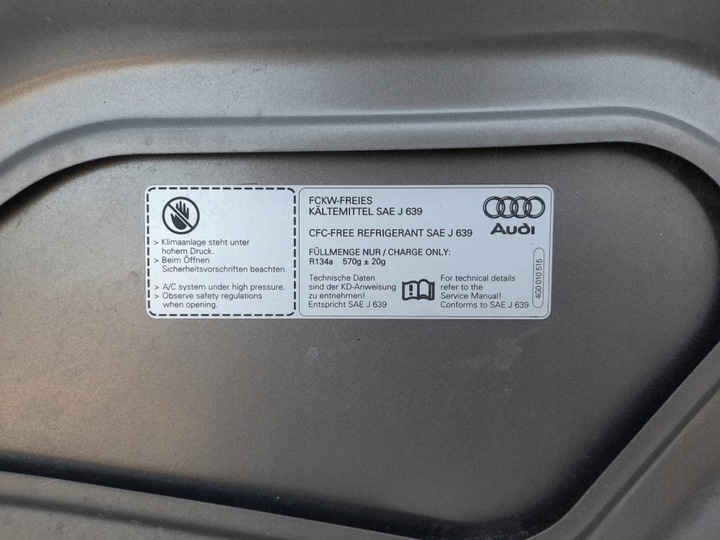 > Klimaanlage steht unter
hohem Druck.
> Beim Öffnen
Sicherheitsvorschriften beachten.
> A/C system under high pressure.
> Observe safety regulations
when opening.
FCKW-FREIES
KÄLTEMITTEL SAE J 639
CFC-FREE REFRIGERANT SAE J 639
FÜLLMENGE NUR / CHARGE ONLY:
R134a 570g ± 20g
Technische Daten
sind der KD-Anweisung
zu entnehmen!
Entspricht SAE J 639
For technical details
refer to the
Service Manual!
Conforms to SAE J 639
Audi
4G0 010 515